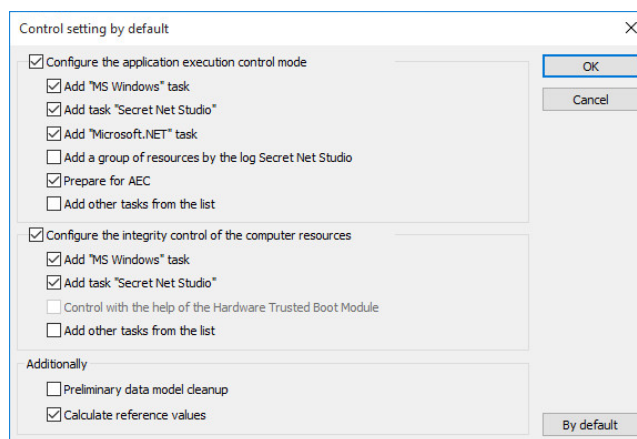 Control setting by default
Configure the application execution control mode
Add "MS Windows" task
Add task "Secret Net Studio"
Add "Microsoft.NET" task
Add a group of resources by the log Secret Net Studio
Prepare for AEC
Add other tasks from the list
Configure the integrity control of the computer resources
Add "MS Windows" task
Add task "Secret Net Studio"
Control with the help of the Hardware Trusted Boot Module
Add other tasks from the list
Additionally
Preliminary data model cleanup
Calculate reference values
OK
Cancel
By default